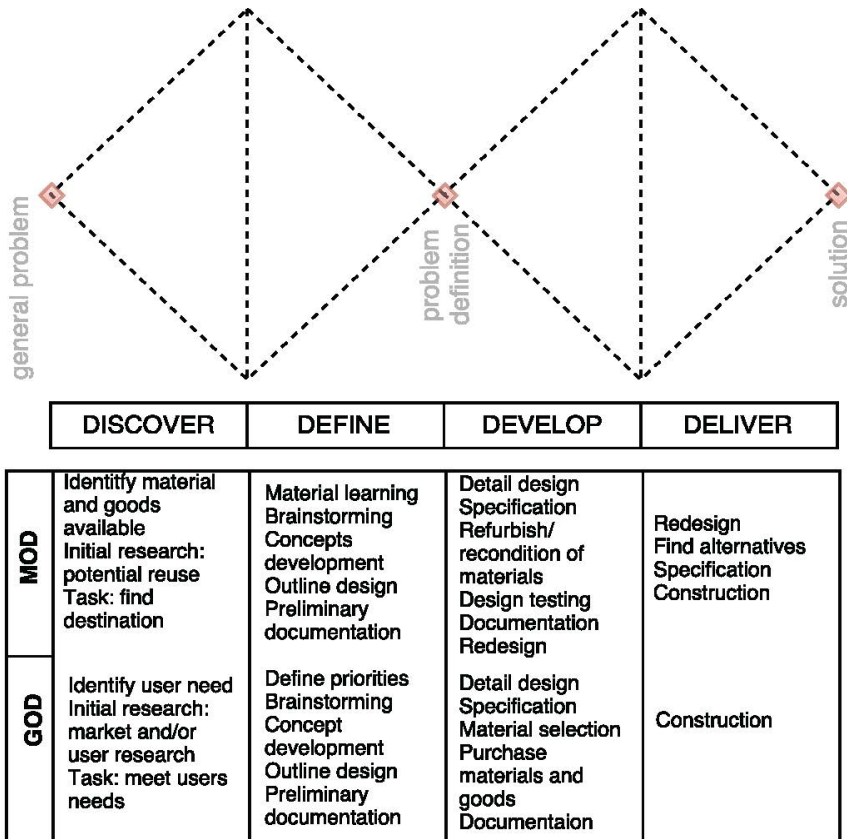 general problem
problem
definition
solution
DISCOVER
DEFINE
DEVELOP
DELIVER
MOD
Identify material
and goods
available
Initial research:
potential reuse
Task: find
destination
Material learning
Brainstorming
Concepts
development
Outline design
Preliminary
documentation
Detail design
Specification
Refurbish/
recondition of
materials
Design testing
Documentation
Redesign
Redesign
Find alternatives
Specification
Construction
GOD
Identify user need
Initial research:
market and/or
user research
Task: meet users
needs
Define priorities
Brainstorming
Concept
development
Outline design
Preliminary
documentation
Detail design
Specification
Material selection
Purchase
materials and
goods
Documentaion
Construction